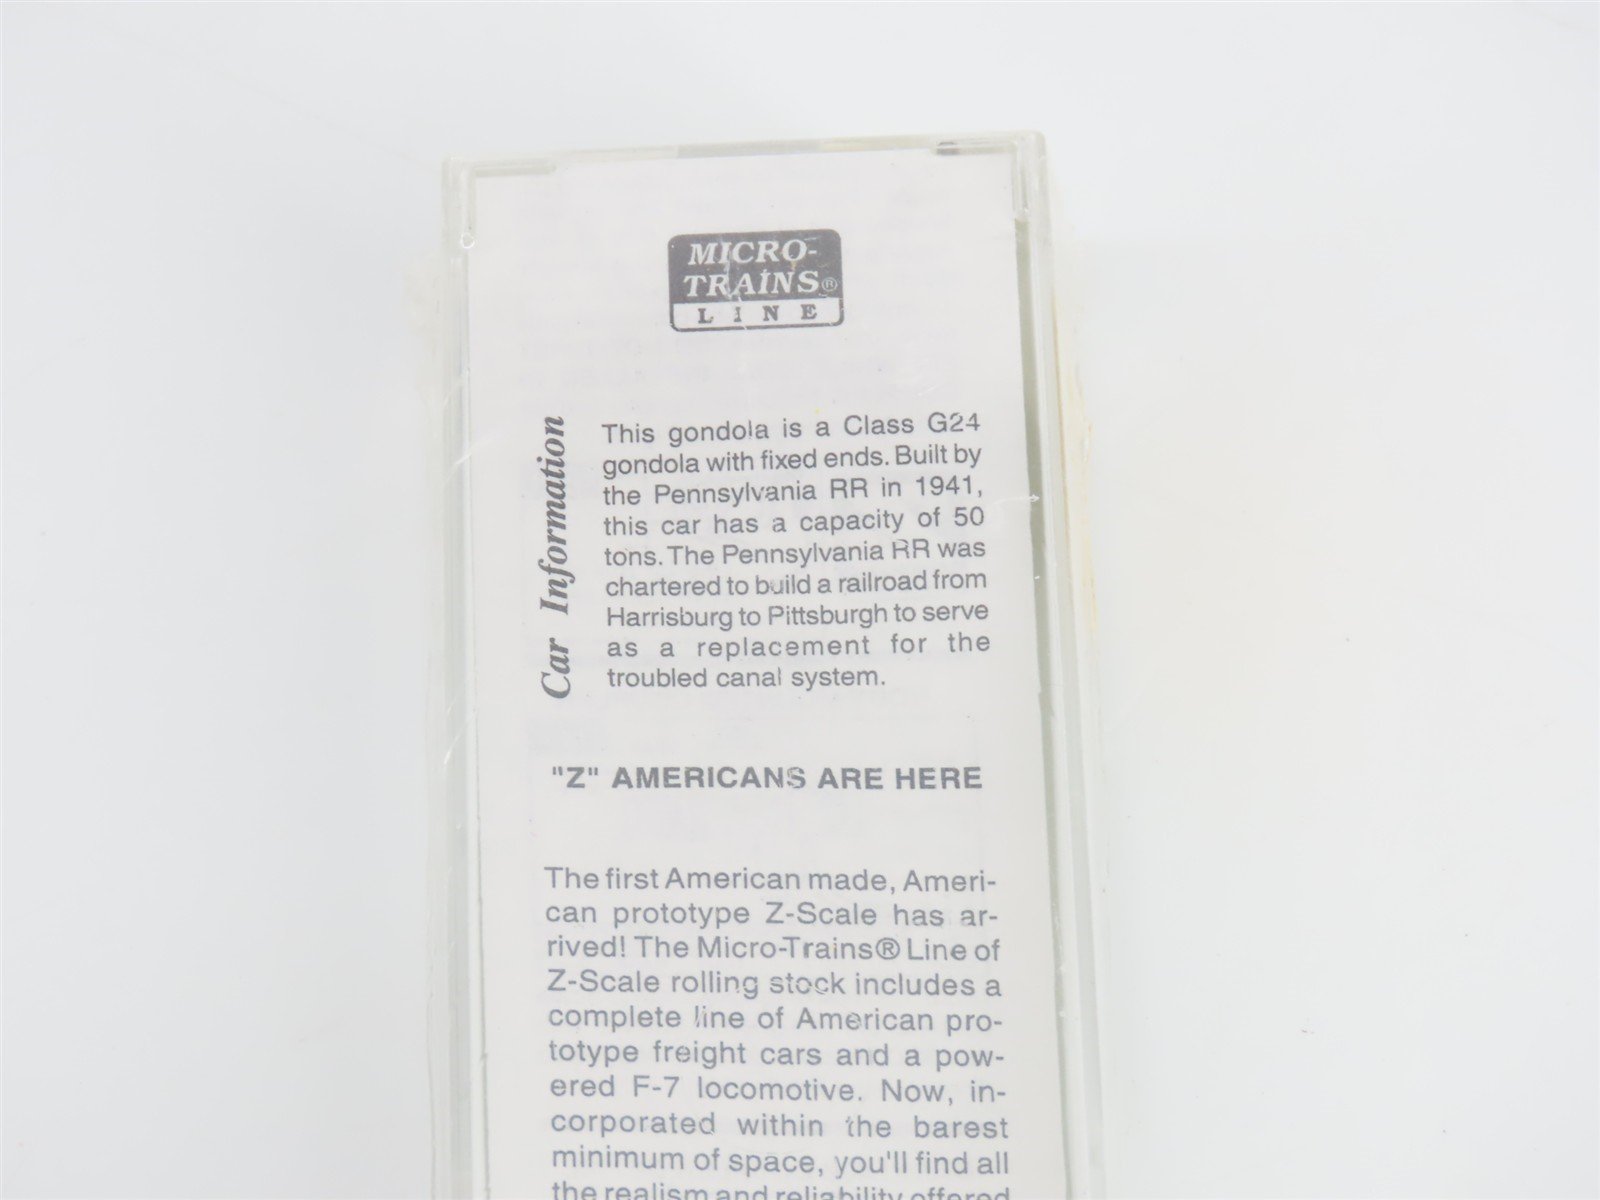 MICRO-
TRAINS®
LINE
Car Information
This gondola is a Class G24
gondola with fixed ends. Built by
the Pennsylvania RR in 1941,
this car has a capacity of 50
tons. The Pennsylvania RR was
chartered to build a railroad from
Harrisburg to Pittsburgh to serve
as a replacement for the
troubled canal system.
"Z" AMERICANS ARE HERE
The first American made, Ameri-
can prototype Z-Scale has ar-
rived! The Micro-Trains® Line of
Z-Scale rolling stock includes a
complete line of American pro-
totype freight cars and a pow-
ered F-7 locomotive. Now, in-
corporated within the barest
minimum of space, you'll find all
the realism and reliability offered